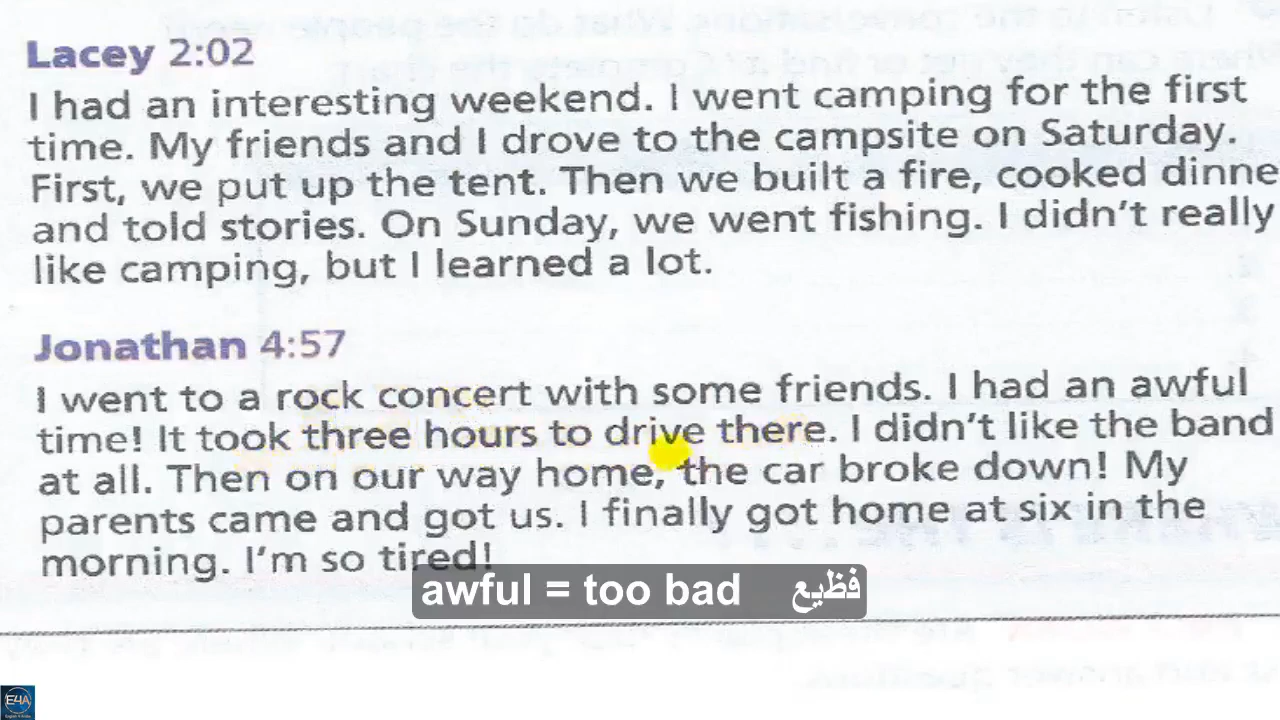 Lacey 2:02
I had an interesting weekend. I went camping for the first
time. My friends and I drove to the campsite on Saturday.
First, we put up the tent. Then we built a fire, cooked dinne
and told stories. On Sunday, we went fishing. I didn't really
like camping, but I learned a lot.
Jonathan 4:57
I went to a rock concert with some friends. I had an awful
time! It took three hours to drive there. I didn't like the band
at all. Then on our way home, the car broke down! My
parents came and got us. I finally got home at six in the
morning. I'm so tired!
awful = too bad فظيع
E4A